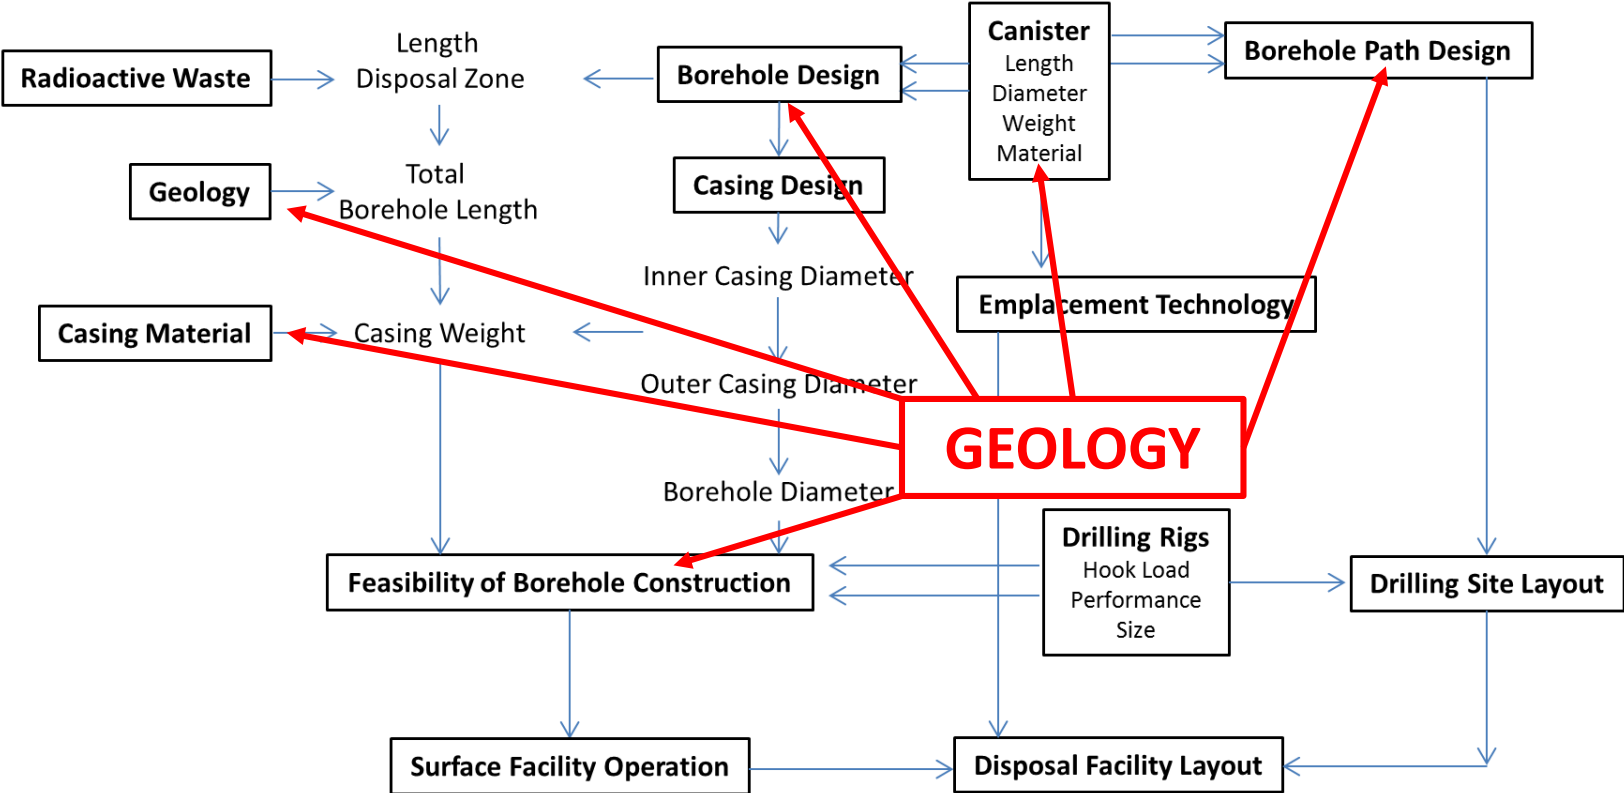 Radioactive Waste
Length
Disposal Zone
Borehole Design
Canister
Length
Diameter
Weight
Material
Borehole Path Design
Geology
Total
Borehole Length
Casing Design
Inner Casing Diameter
Emplacement Technology
Casing Material
Casing Weight
Outer Casing Diameter
GEOLOGY
Borehole Diameter
Feasibility of Borehole Construction
Drilling Rigs
Hook Load
Performance
Size
Drilling Site Layout
Surface Facility Operation
Disposal Facility Layout